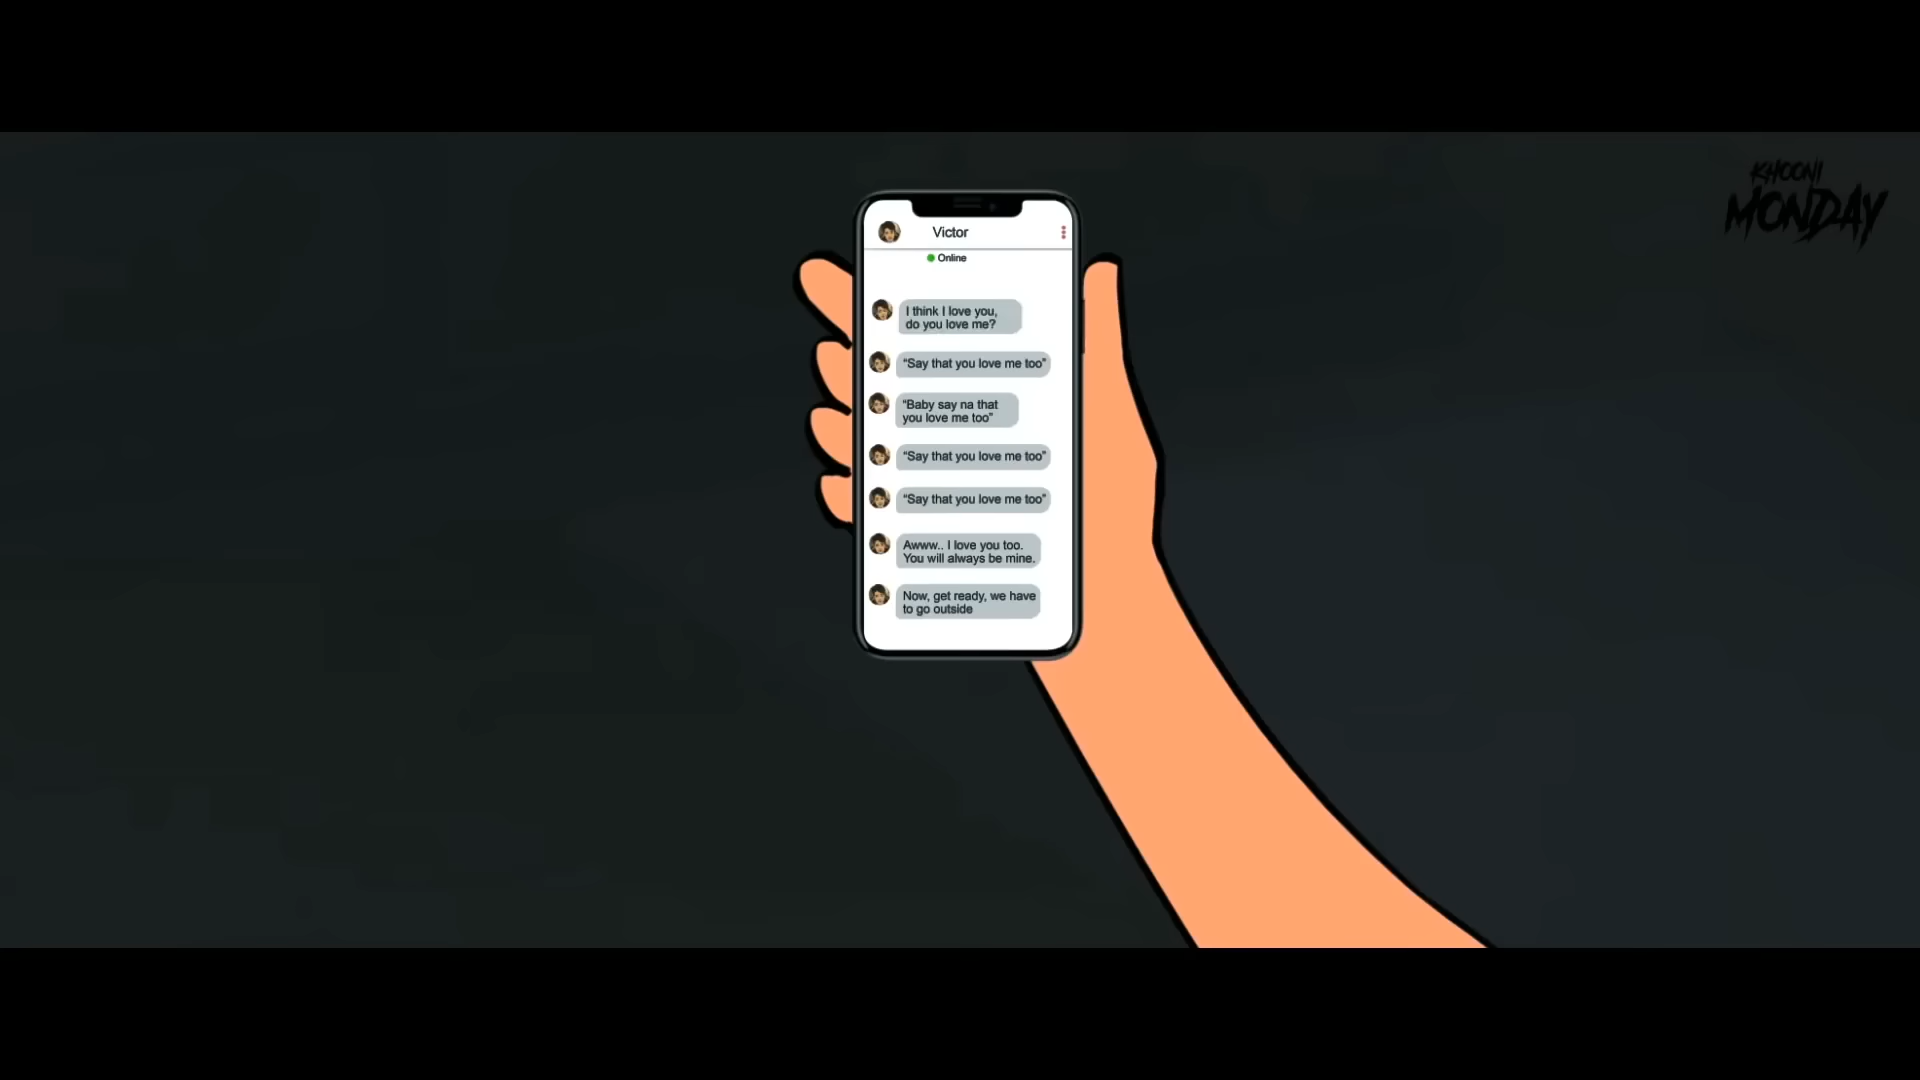 KHOONI
MONDAY
Victor
Online
I think I love you,
do you love me?
“Say that you love me too”
“Baby say na that
you love me too”
“Say that you love me too”
“Say that you love me too”
Awww.. I love you too.
You will always be mine.
Now, get ready, we have
to go outside